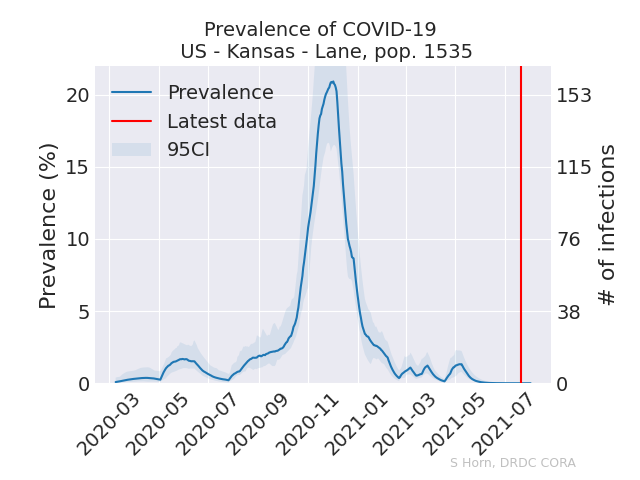 Prevalence of COVID-19
US - Kansas - Lane, pop. 1535
Prevalence (%)
20
15
10
5
0
Prevalence
Latest data
95CI
153
115
76
38
0
# of infections
2020-03
2020-05
2020-07
2020-09
2020-11
2021-01
2021-03
2021-05
2021-07
S Horn, DRDC CORA